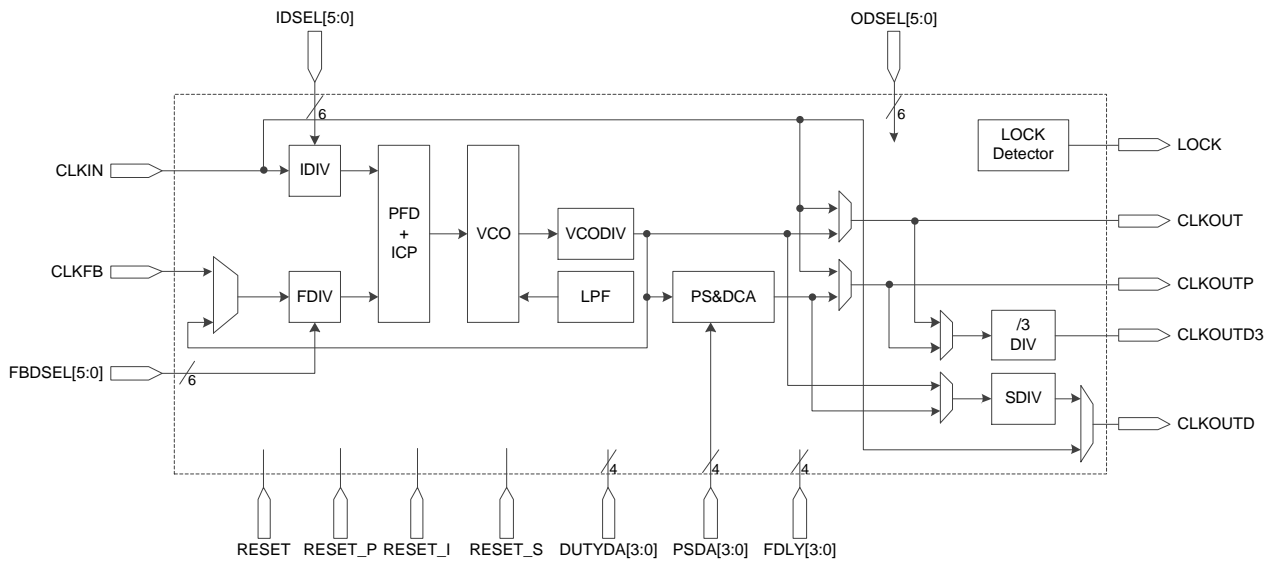 IDSEL[5:0]
ODSEL[5:0]
6
6
LOCK
Detector
LOCK
CLKIN
IDIV
PFD
+
ICP
VCO
VCODIV
CLKOUT
CLKFB
FDIV
LPF
PS&DCA
CLKOUTP
/3
DIV
CLKOUTD3
FBDSEL[5:0]
6
SDIV
CLKOUTD
4
4
4
RESET
RESET_P
RESET_I
RESET_S
DUTYDA[3:0]
PSDA[3:0]
FDLY[3:0]